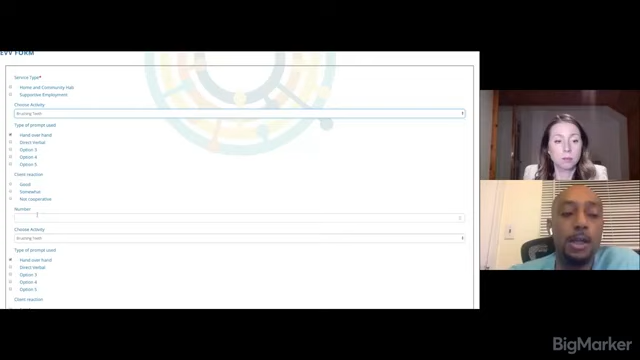 EVV FORM
Service Type*
Home and Community Hub
Supportive Employment
Choose Activity
Brushing Teeth
Type of prompt used
Hand over hand
Direct Verbal
Option 3
Option 4
Option 5
Client reaction
Good
Somewhat
Not cooperative
Number
Choose Activity
Brushing Teeth
Type of prompt used
Hand over hand
Direct Verbal
Option 3
Option 4
Option 5
Client reaction
BigMarker